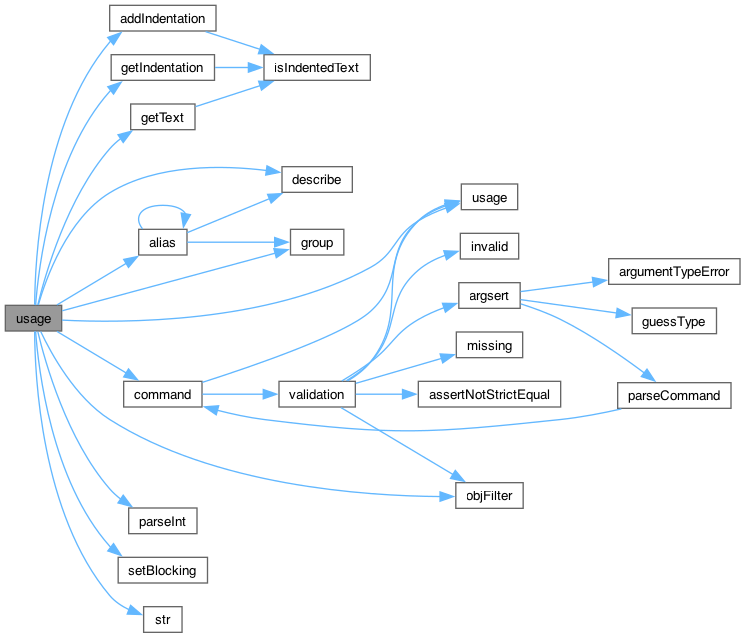 addIndentation
getIndentation
isIndentedText
getText
describe
usage
alias
group
invalid
argumentTypeError
argsert
usage
guessType
missing
command
validation
assertNotStrictEqual
parseCommand
objFilter
parseInt
setBlocking
str